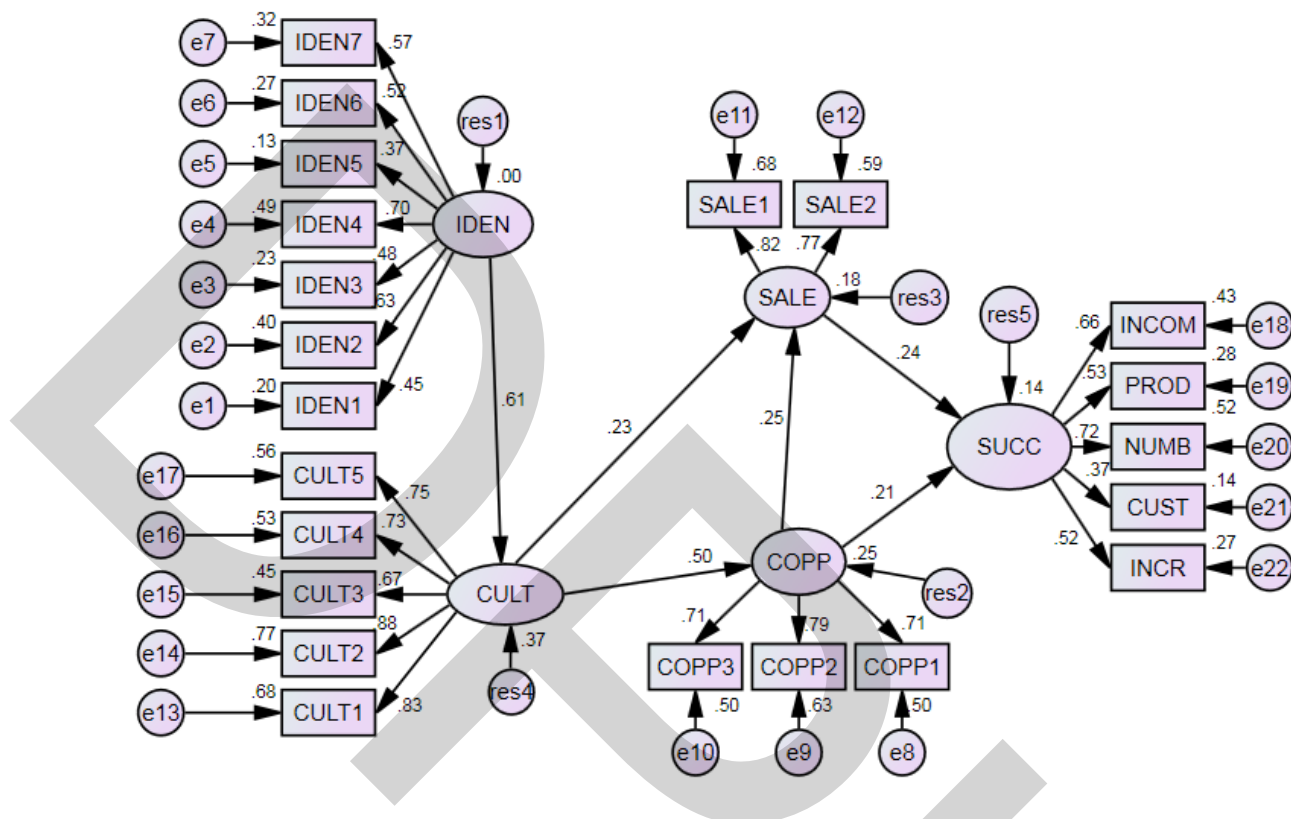 .32
e7 IDEN7 .57
.27
e6 IDEN6 .52
res1
.13
e5 IDEN5 .37
.00
.49
e4 IDEN4 .70 IDEN
.23
e3 IDEN3 .48
.40
e2 IDEN2 .63
.20
e1 IDEN1 .45
.61
.56
e17 CULT5 .75
.53
e16 CULT4 .73
.45
e15 CULT3 .67 CULT
.77
e14 CULT2 .88
.37
res4
.68
e13 CULT1 .83
e11 e12
.68 .59
SALE1 SALE2
.82 .77
SALE .18 res3
.23
.25
.24
.50
.21
COPP .25 res2
.71 .79 .71
COPP3 COPP2 COPP1
.50 .63 .50
e10 e9 e8
res5
.14
SUCC
.43
.66 INCOM e18
.28
.53 PROD e19
.52
.72 NUMB e20
.14
.37 CUST e21
.27
.52 INCR e22